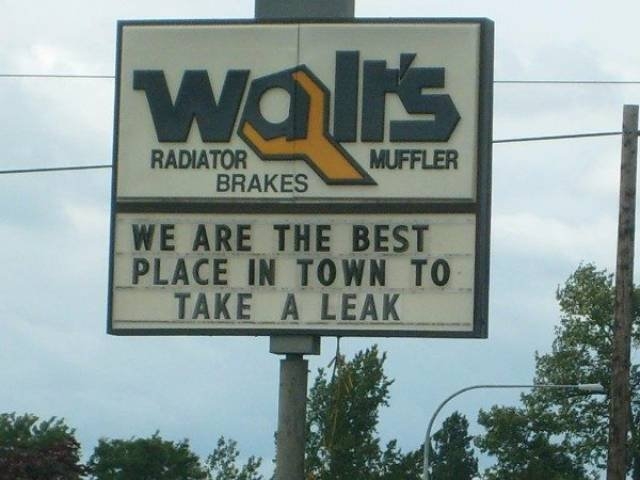 Walt's
RADIATOR MUFFLER
BRAKES
WE ARE THE BEST
PLACE IN TOWN TO
TAKE A LEAK